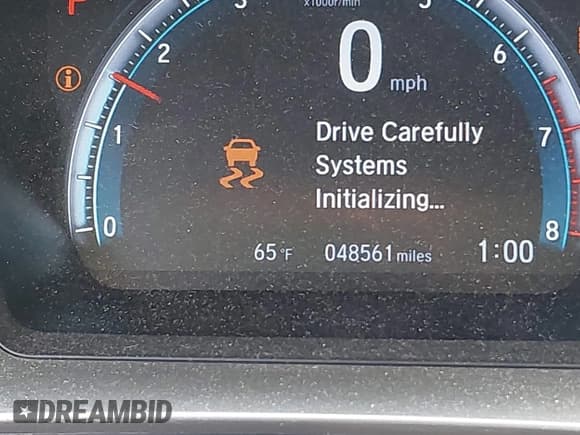 3
5
x1000r/min
2
6
0 mph
1
Drive Carefully
7
Systems
Initializing...
0
8
65 °F 048561 miles 1:00
DREAMBID